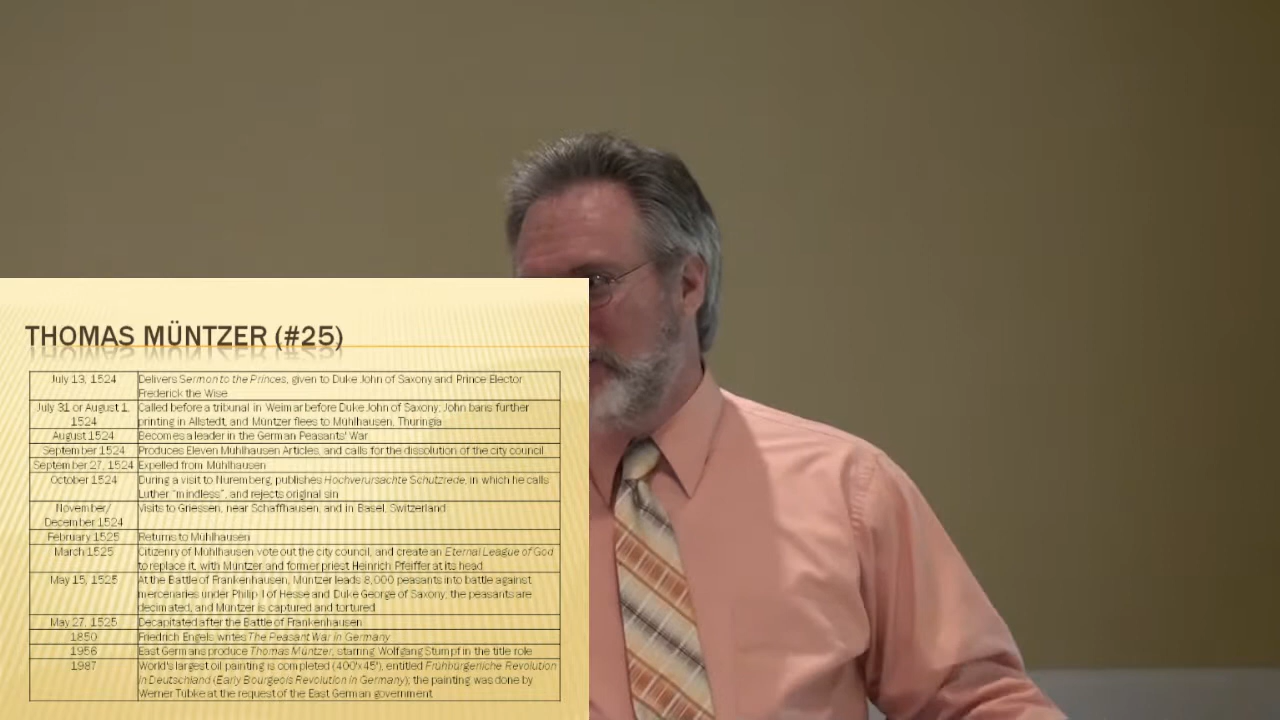 THOMAS MÜNTZER (#25)
July 13, 1524 Delivers Sermon to the Princes, given to Duke John of Saxony and Prince Elector
Frederick the Wise
July 31 or August 1, Called before a tribunal in Weimar before Duke John of Saxony; John bans further
1524 printing in Allstedt, and Müntzer flees to Mühlhausen, Thuringia
August 1524 Becomes a leader in the German Peasants' War
September 1524 Produces Eleven Mühlhausen Articles, and calls for the dissolution of the city council
September 27, 1524 Expelled from Mühlhausen
October 1524 During a visit to Nuremberg, publishes Hochverursachte Schutzrede, in which he calls
Luther "mindless", and rejects original sin
November/ Visits to Griessen, near Schaffhausen, and in Basel, Switzerland
December 1524
February 1525 Returns to Mühlhausen
March 1525 Citizenry of Mühlhausen vote out the city council, and create an Eternal League of God
to replace it, with Müntzer and former priest Heinrich Pfeiffer at its head
May 15, 1525 At the Battle of Frankenhausen, Müntzer leads 8,000 peasants into battle against
mercenaries under Philip I of Hesse and Duke George of Saxony; the peasants are
decimated, and Müntzer is captured and tortured
May 27, 1525 Decapitated after the Battle of Frankenhausen
1850 Friedrich Engels writes The Peasant War in Germany
1956 East Germans produce Thomas Müntzer, starring Wolfgang Stumpf in the title role
1987 World's largest oil painting is completed (400'x45'), entitled Frühbürgerliche Revolution
in Deutschland (Early Bourgeois Revolution in Germany); the painting was done by
Werner Tübke at the request of the East German government